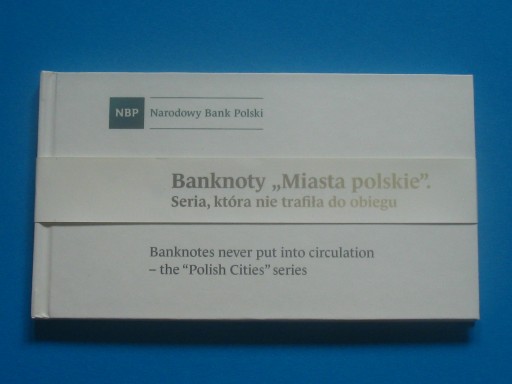 NBP
Narodowy Bank Polski
Banknoty „Miasta polskie”.
Seria, która nie trafiła do obiegu
Banknotes never put into circulation
– the “Polish Cities” series